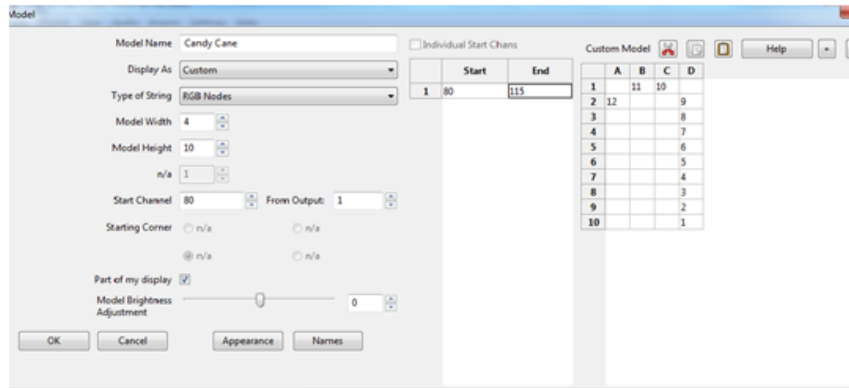 Model
Model Name Candy Cane
Individual Start Chans
Custom Model
Help
Display As Custom
Start End
A B C D
Type of String RGB Nodes
1 80 115
1 11 10
2 12 9
Model Width 4
3 8
Model Height 10
4 7
5 6
n/a 1
6 5
7 4
Start Channel 80 From Output: 1
8 3
9 2
Starting Corner n/a n/a
10 1
n/a n/a
Part of my display
Model Brightness
Adjustment
0
OK Cancel Appearance Names